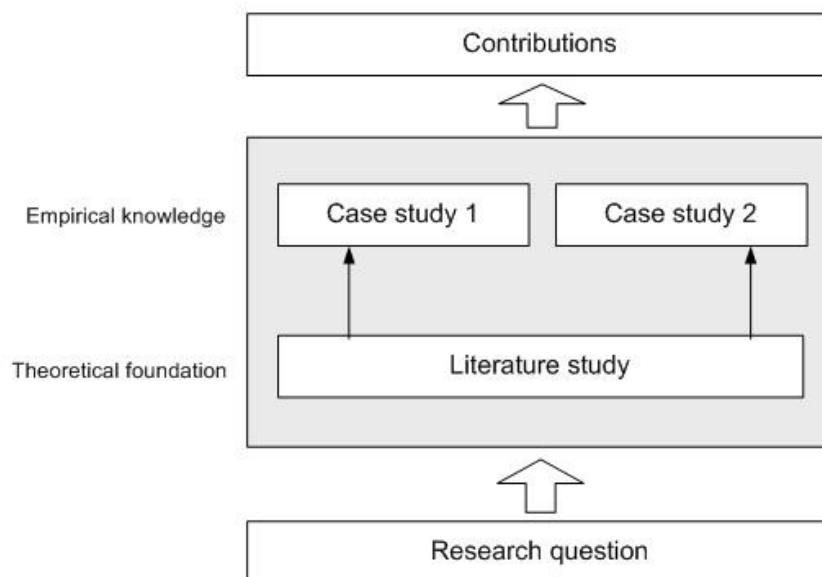 Contributions
Empirical knowledge
Case study 1
Case study 2
Theoretical foundation
Literature study
Research question